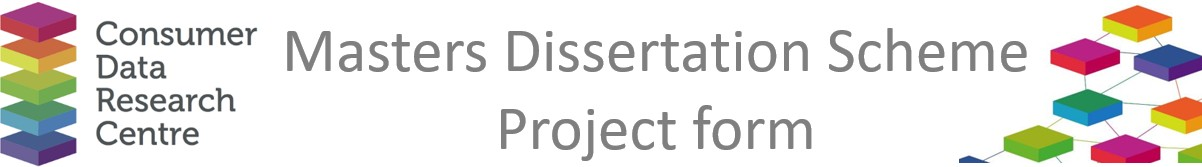 Consumer
Data
Research
Centre
Masters Dissertation Scheme
Project form